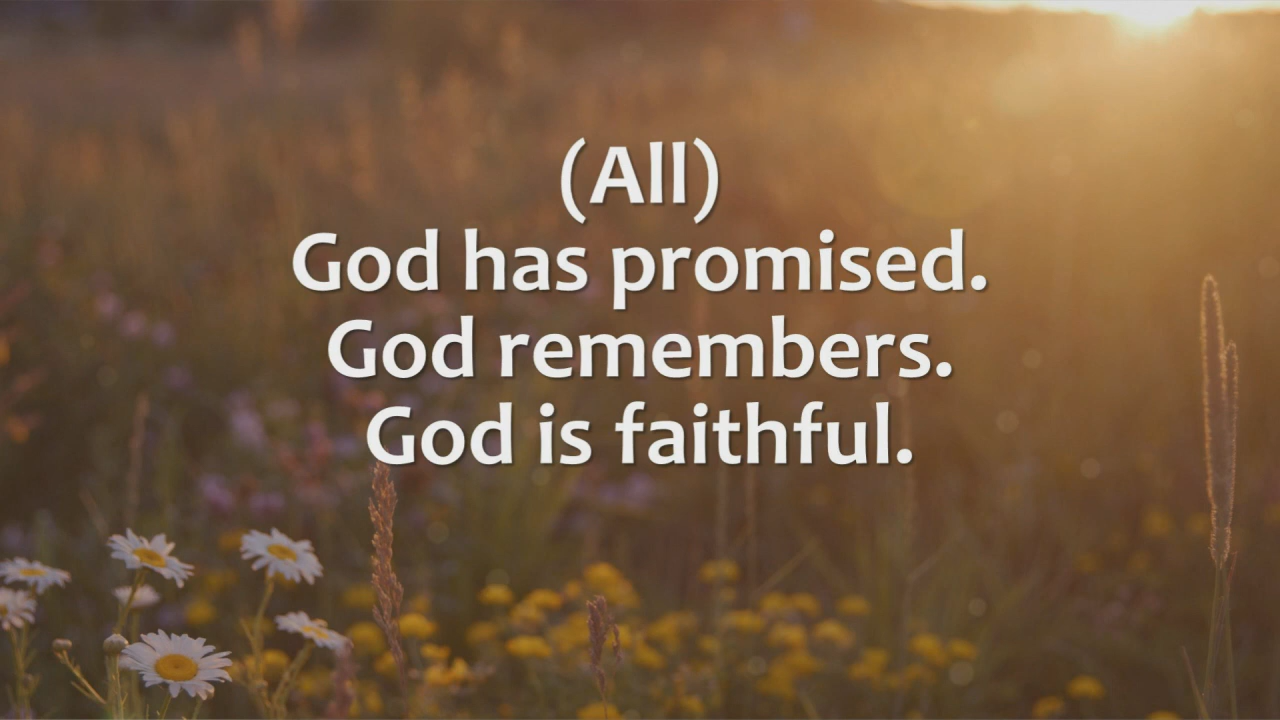 (All)
God has promised.
God remembers.
God is faithful.